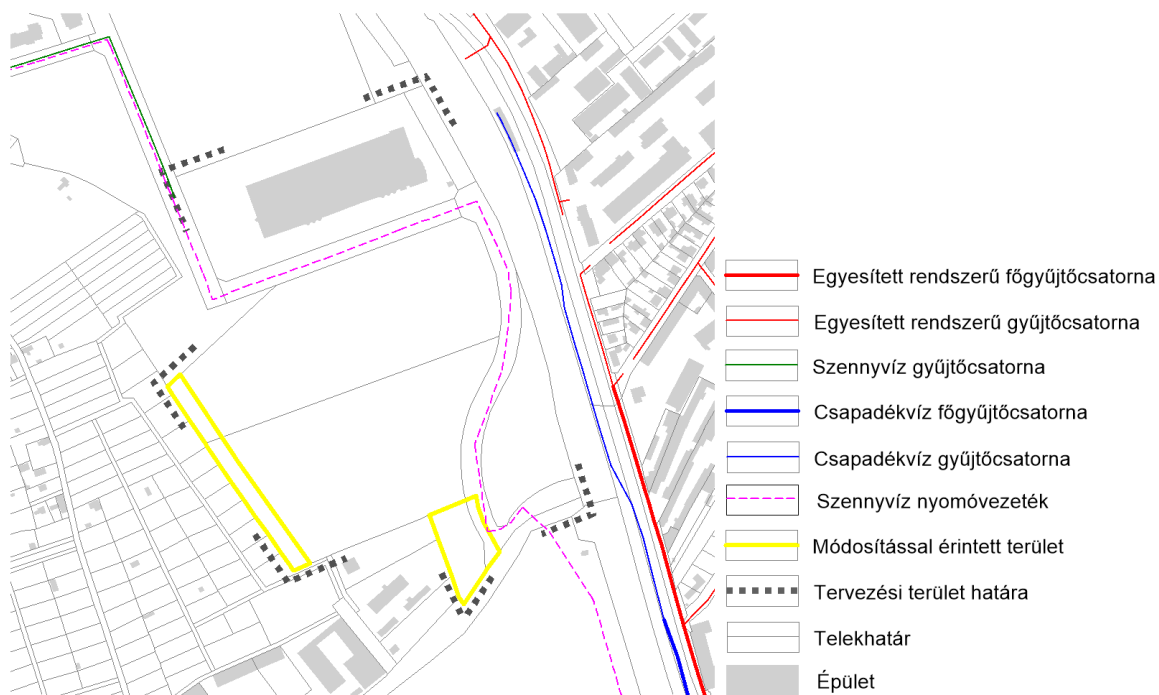 Egyesített rendszerű főgyűjtőcsatorna
Egyesített rendszerű gyűjtőcsatorna
Szennyvíz gyűjtőcsatorna
Csapadékvíz főgyűjtőcsatorna
Csapadékvíz gyűjtőcsatorna
Szennyvíz nyomóvezeték
Módosítással érintett terület
Tervezési terület határa
Telekhatár
Épület